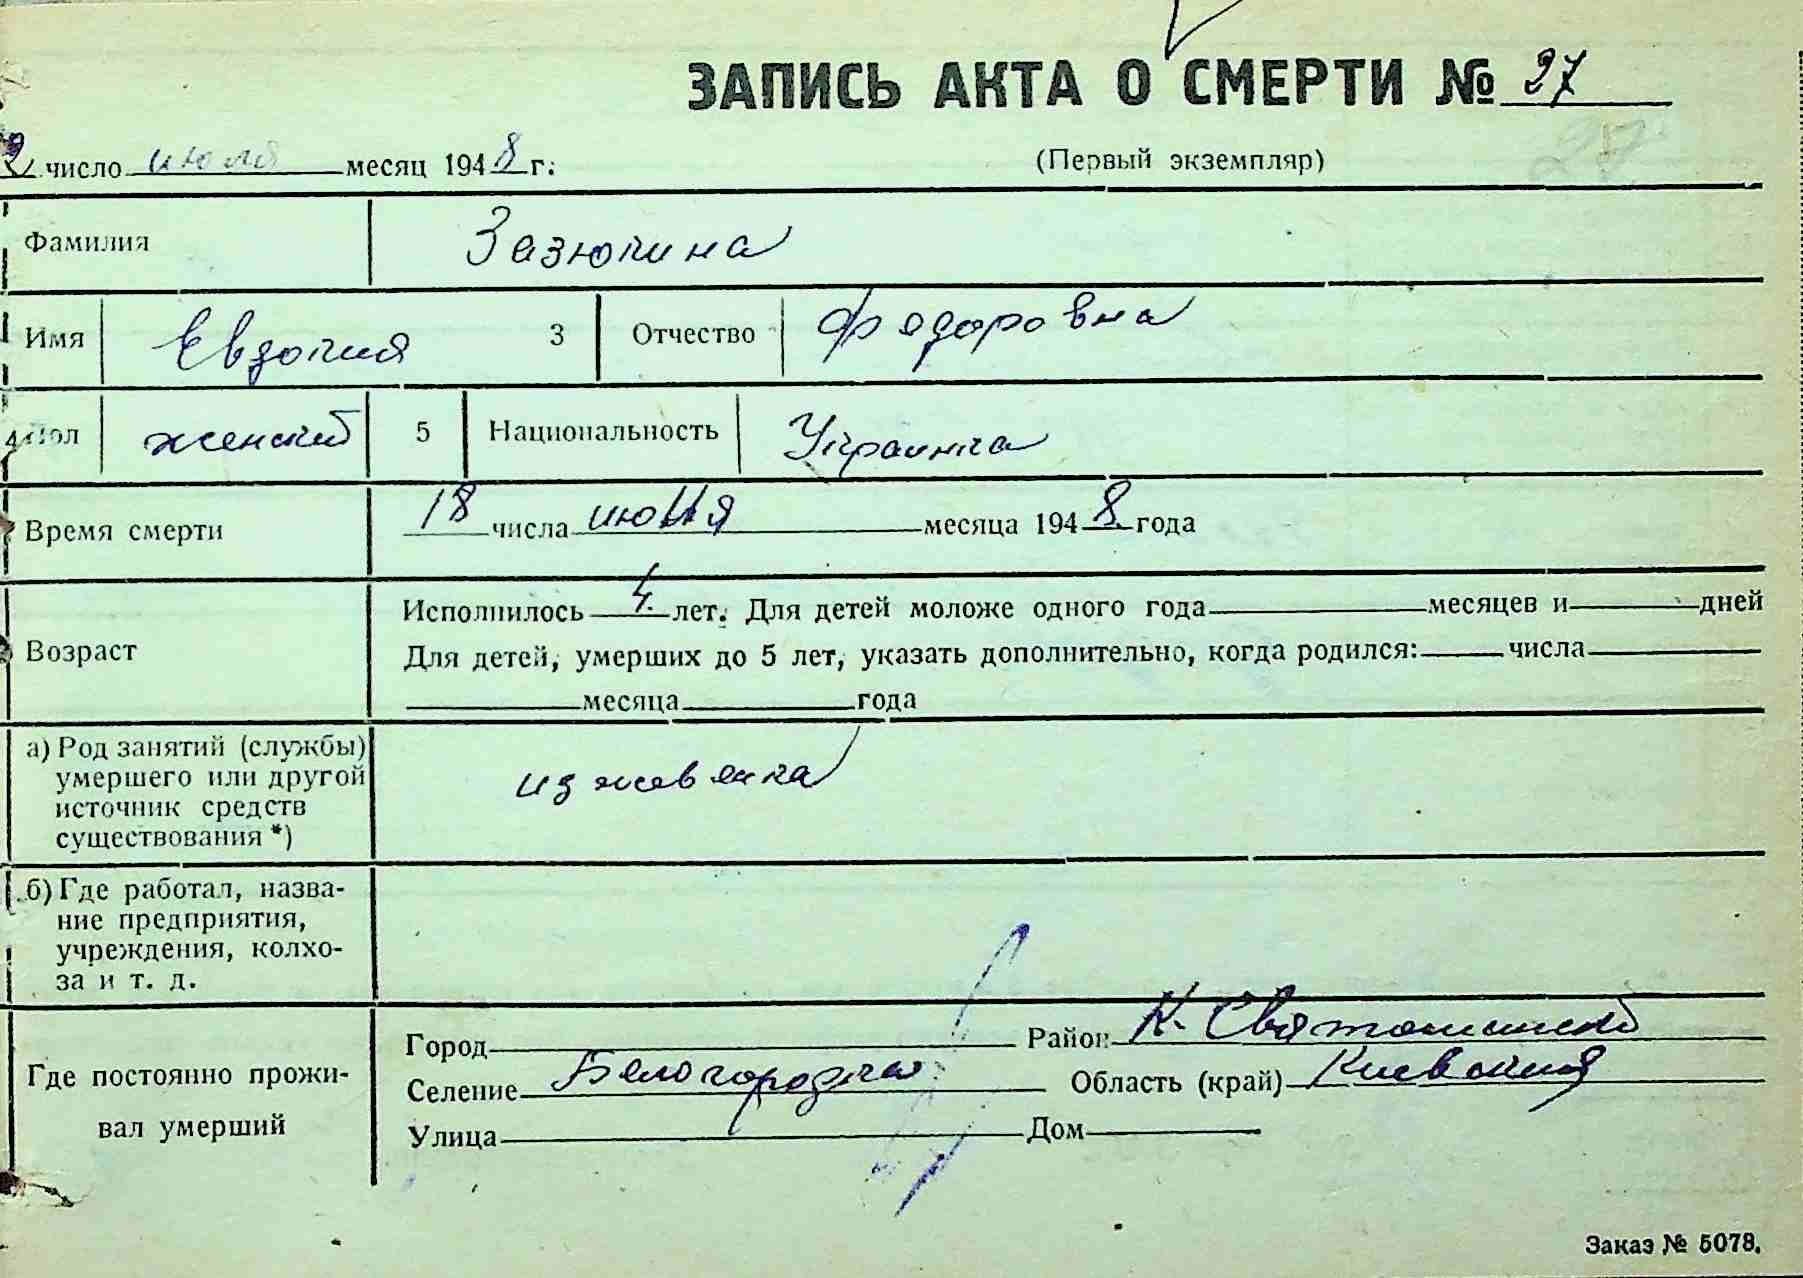 ЗАПИСЬ АКТА О СМЕРТИ № 27
2 число июля месяц 1948 г. (Первый экземпляр) 27
Фамилия Зазюкина
Имя Евдокия 3 Отчество Федоровна
4 Пол женский 5 Национальность Украинка
Время смерти 18 числа июня месяца 1948 года
Исполнилось 4 лет. Для детей моложе одного года месяцев и дней
Возраст Для детей, умерших до 5 лет, указать дополнительно, когда родился: числа
месяца года
а) Род занятий (службы)
умершего или другой
источник средств
существования *)
иждевенка
б) Где работал, назва-
ние предприятия,
учреждения, колхо-
за и т. д.
Где постоянно прожи-
вал умерший
Город Район К. Святошинский
Селение Белогородка Область (край) Киевская
Улица Дом
Заказ № 5078.